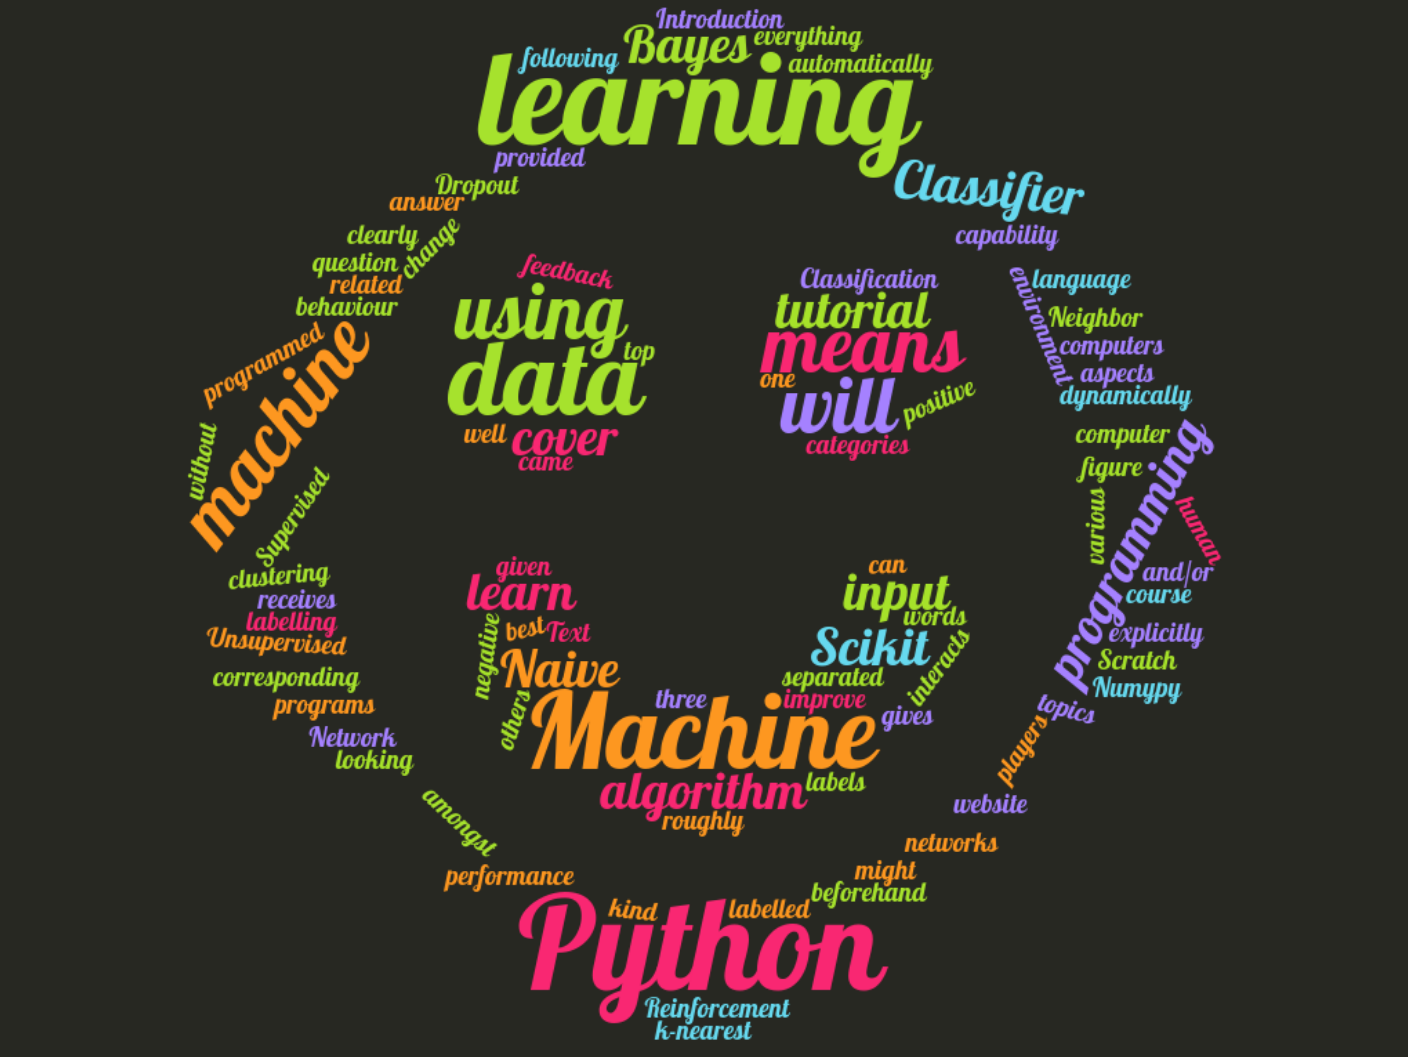 Introduction
Bayes
everything
following
automatically
learning
provided
Classifier
Dropout
answer
clearly
change
capability
question
related
behaviour
feedback
Classification
environment
language
using
tutorial
Neighbor
programmed
machine
top
means
computers
data
one
will
positive
aspects
dynamically
without
well
cover
came
categories
computer
figure
programming
various
human
Supervised
clustering
receives
labelling
Unsupervised
given
learn
can
input
words
and/or
course
negative
best
Text
Scikit
interacts
explicitly
corresponding
Naive
separated
Scratch
programs
others
three
improve
gives
Numypy
topics
Network
looking
Machine
players
algorithm
labels
amongst
roughly
website
networks
performance
might
beforehand
kind
labelled
Python
Reinforcement
k-nearest